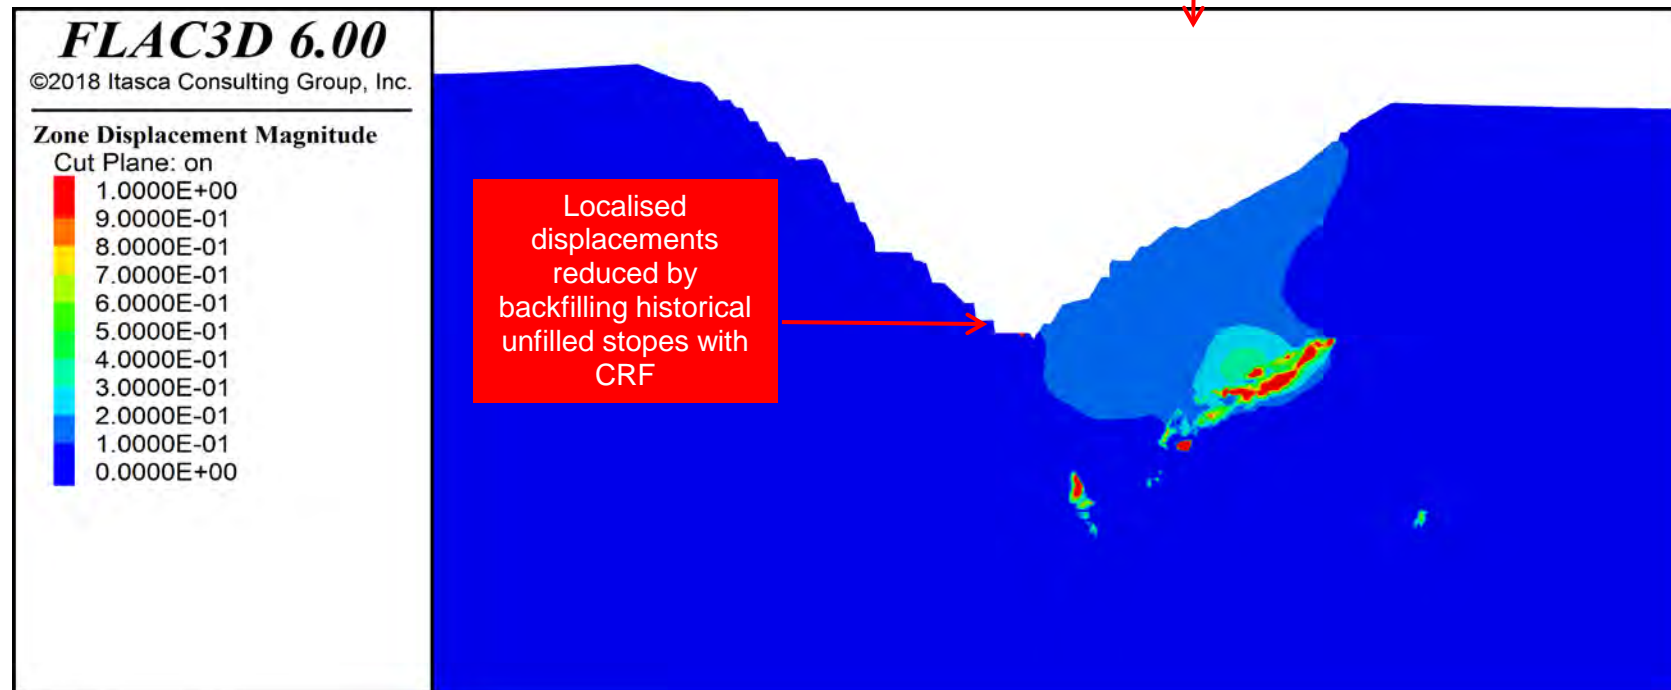 FLAC3D 6.00
©2018 Itasca Consulting Group, Inc.
Zone Displacement Magnitude
Cut Plane: on
1.0000E+00
9.0000E-01
8.0000E-01
7.0000E-01
6.0000E-01
5.0000E-01
4.0000E-01
3.0000E-01
2.0000E-01
1.0000E-01
0.0000E+00
Localised
displacements
reduced by
backfilling historical
unfilled stopes with
CRF